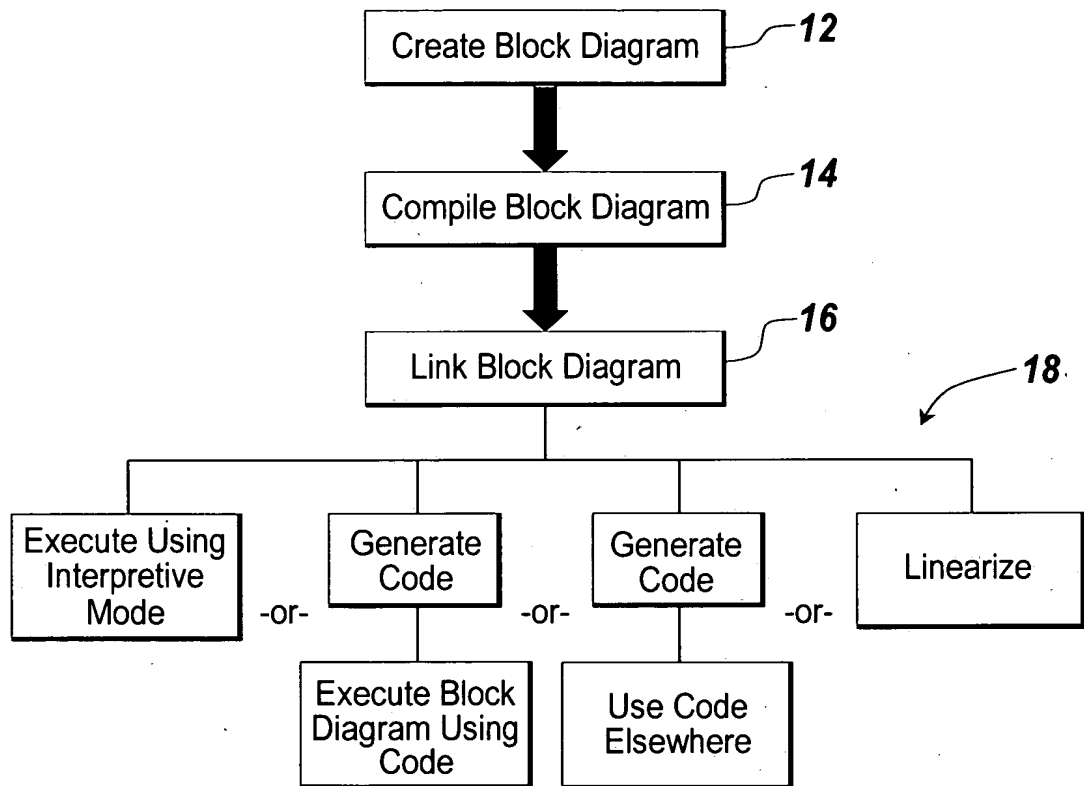 Create Block Diagram
12
Compile Block Diagram
14
Link Block Diagram
16
18
Execute Using
Interpretive
Mode
-or-
Generate
Code
-or-
Generate
Code
-or-
Linearize
Execute Block
Diagram Using
Code
Use Code
Elsewhere